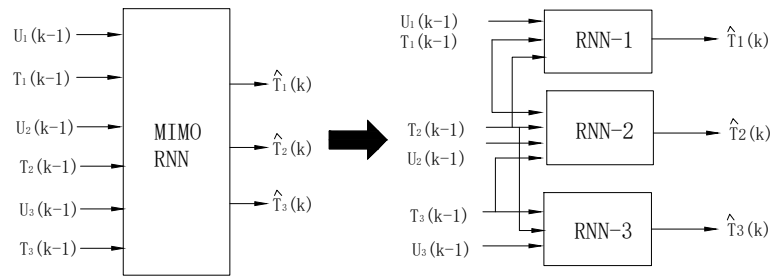 U₁(k-1)
T₁(k-1)
U₂(k-1)
T₂(k-1)
U₃(k-1)
T₃(k-1)
MIMO
RNN
T̂₁(k)
T̂₂(k)
T̂₃(k)
U₁(k-1)
T₁(k-1)
T₂(k-1)
U₂(k-1)
T₃(k-1)
U₃(k-1)
RNN-1
RNN-2
RNN-3
T̂1(k)
T̂2(k)
T̂3(k)